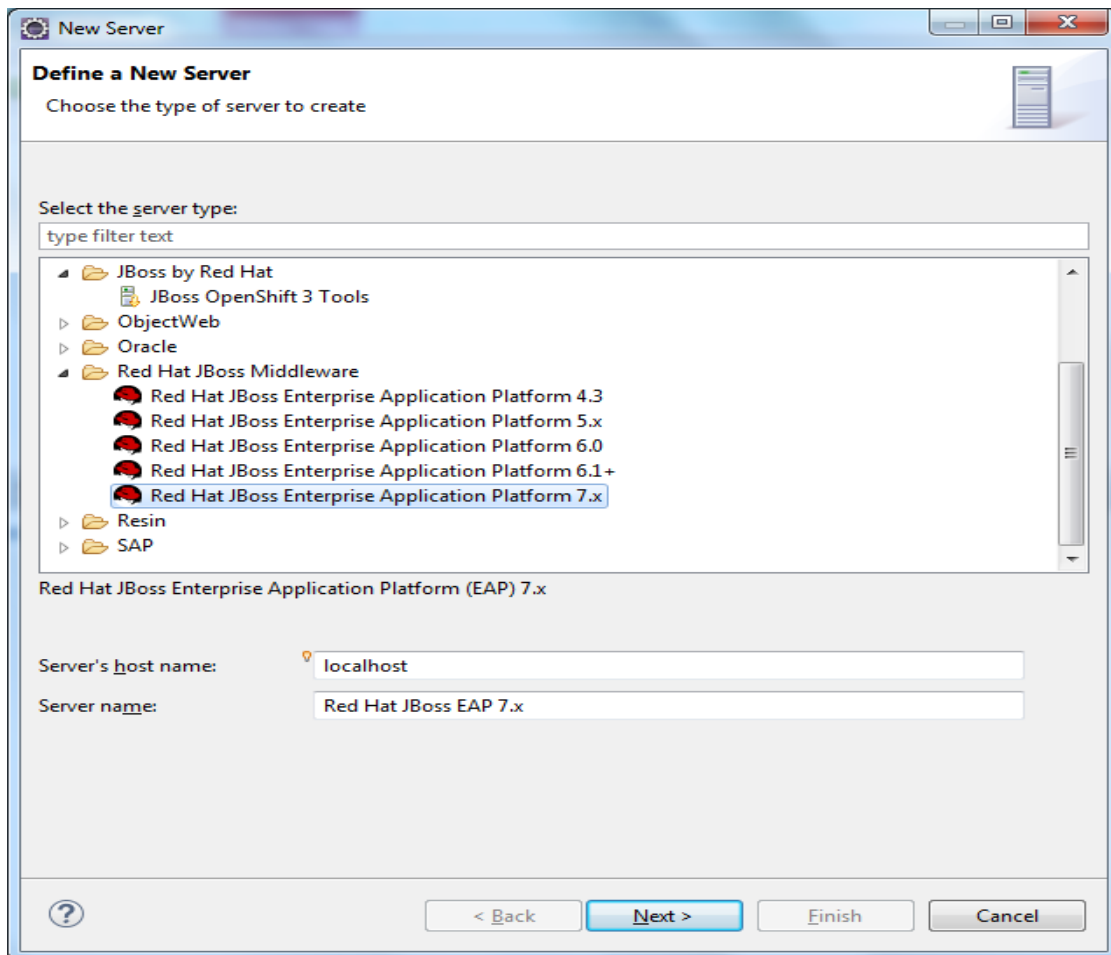 New Server
Define a New Server
Choose the type of server to create
Select the server type:
type filter text
JBoss by Red Hat
JBoss OpenShift 3 Tools
ObjectWeb
Oracle
Red Hat JBoss Middleware
Red Hat JBoss Enterprise Application Platform 4.3
Red Hat JBoss Enterprise Application Platform 5.x
Red Hat JBoss Enterprise Application Platform 6.0
Red Hat JBoss Enterprise Application Platform 6.1+
Red Hat JBoss Enterprise Application Platform 7.x
Resin
SAP
Red Hat JBoss Enterprise Application Platform (EAP) 7.x
Server's host name: localhost
Server name: Red Hat JBoss EAP 7.x
? < Back Next > Finish Cancel